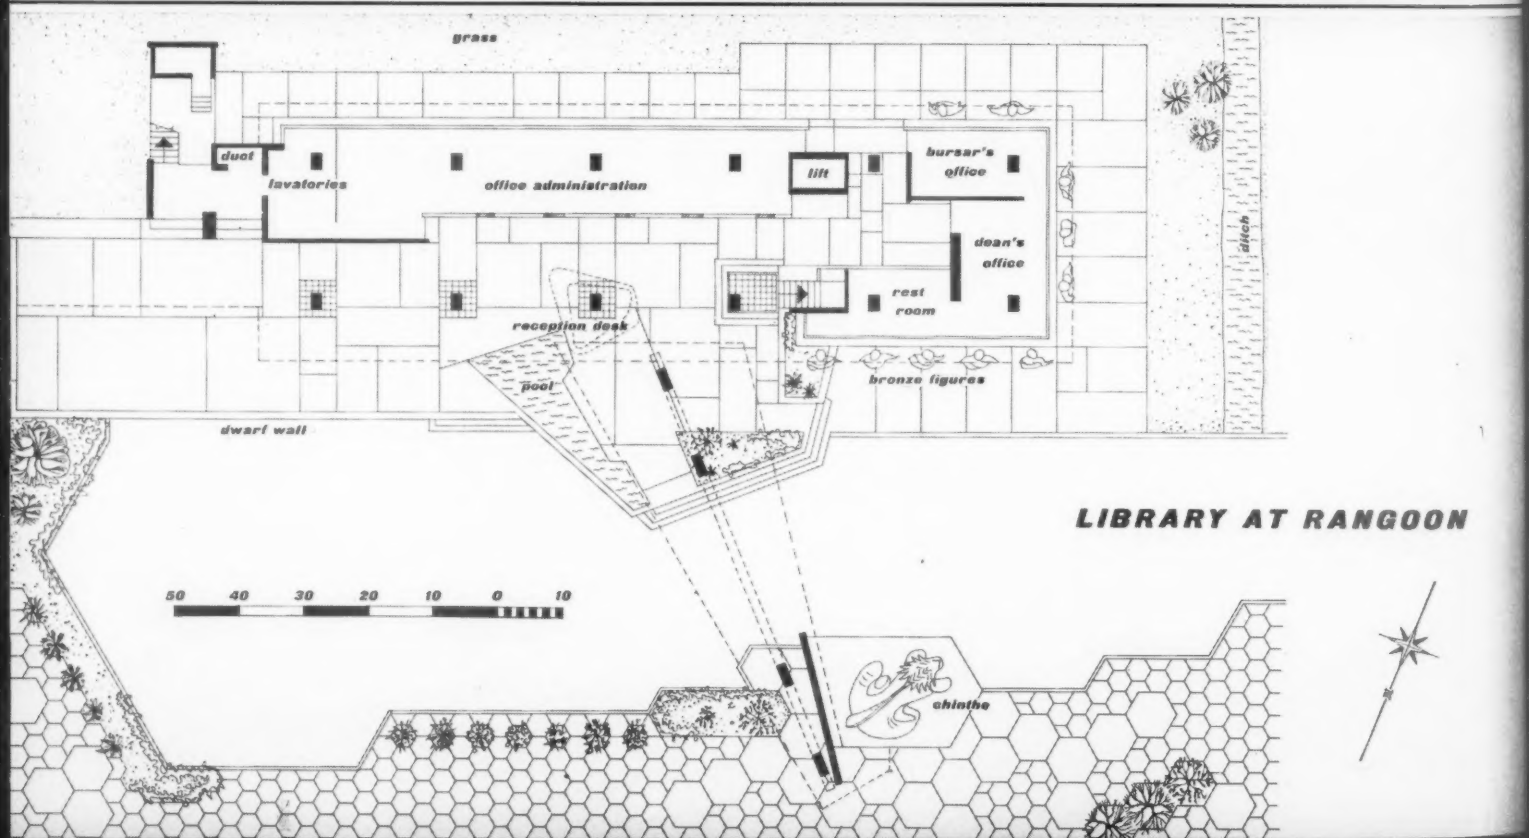 grass
duct
lavatories
office administration
lift
bursar's
office
dean's
office
ditch
rest
room
reception desk
pool
bronze figures
dwarf wall
LIBRARY AT RANGOON
50 40 30 20 10 0 10
chinthe
N